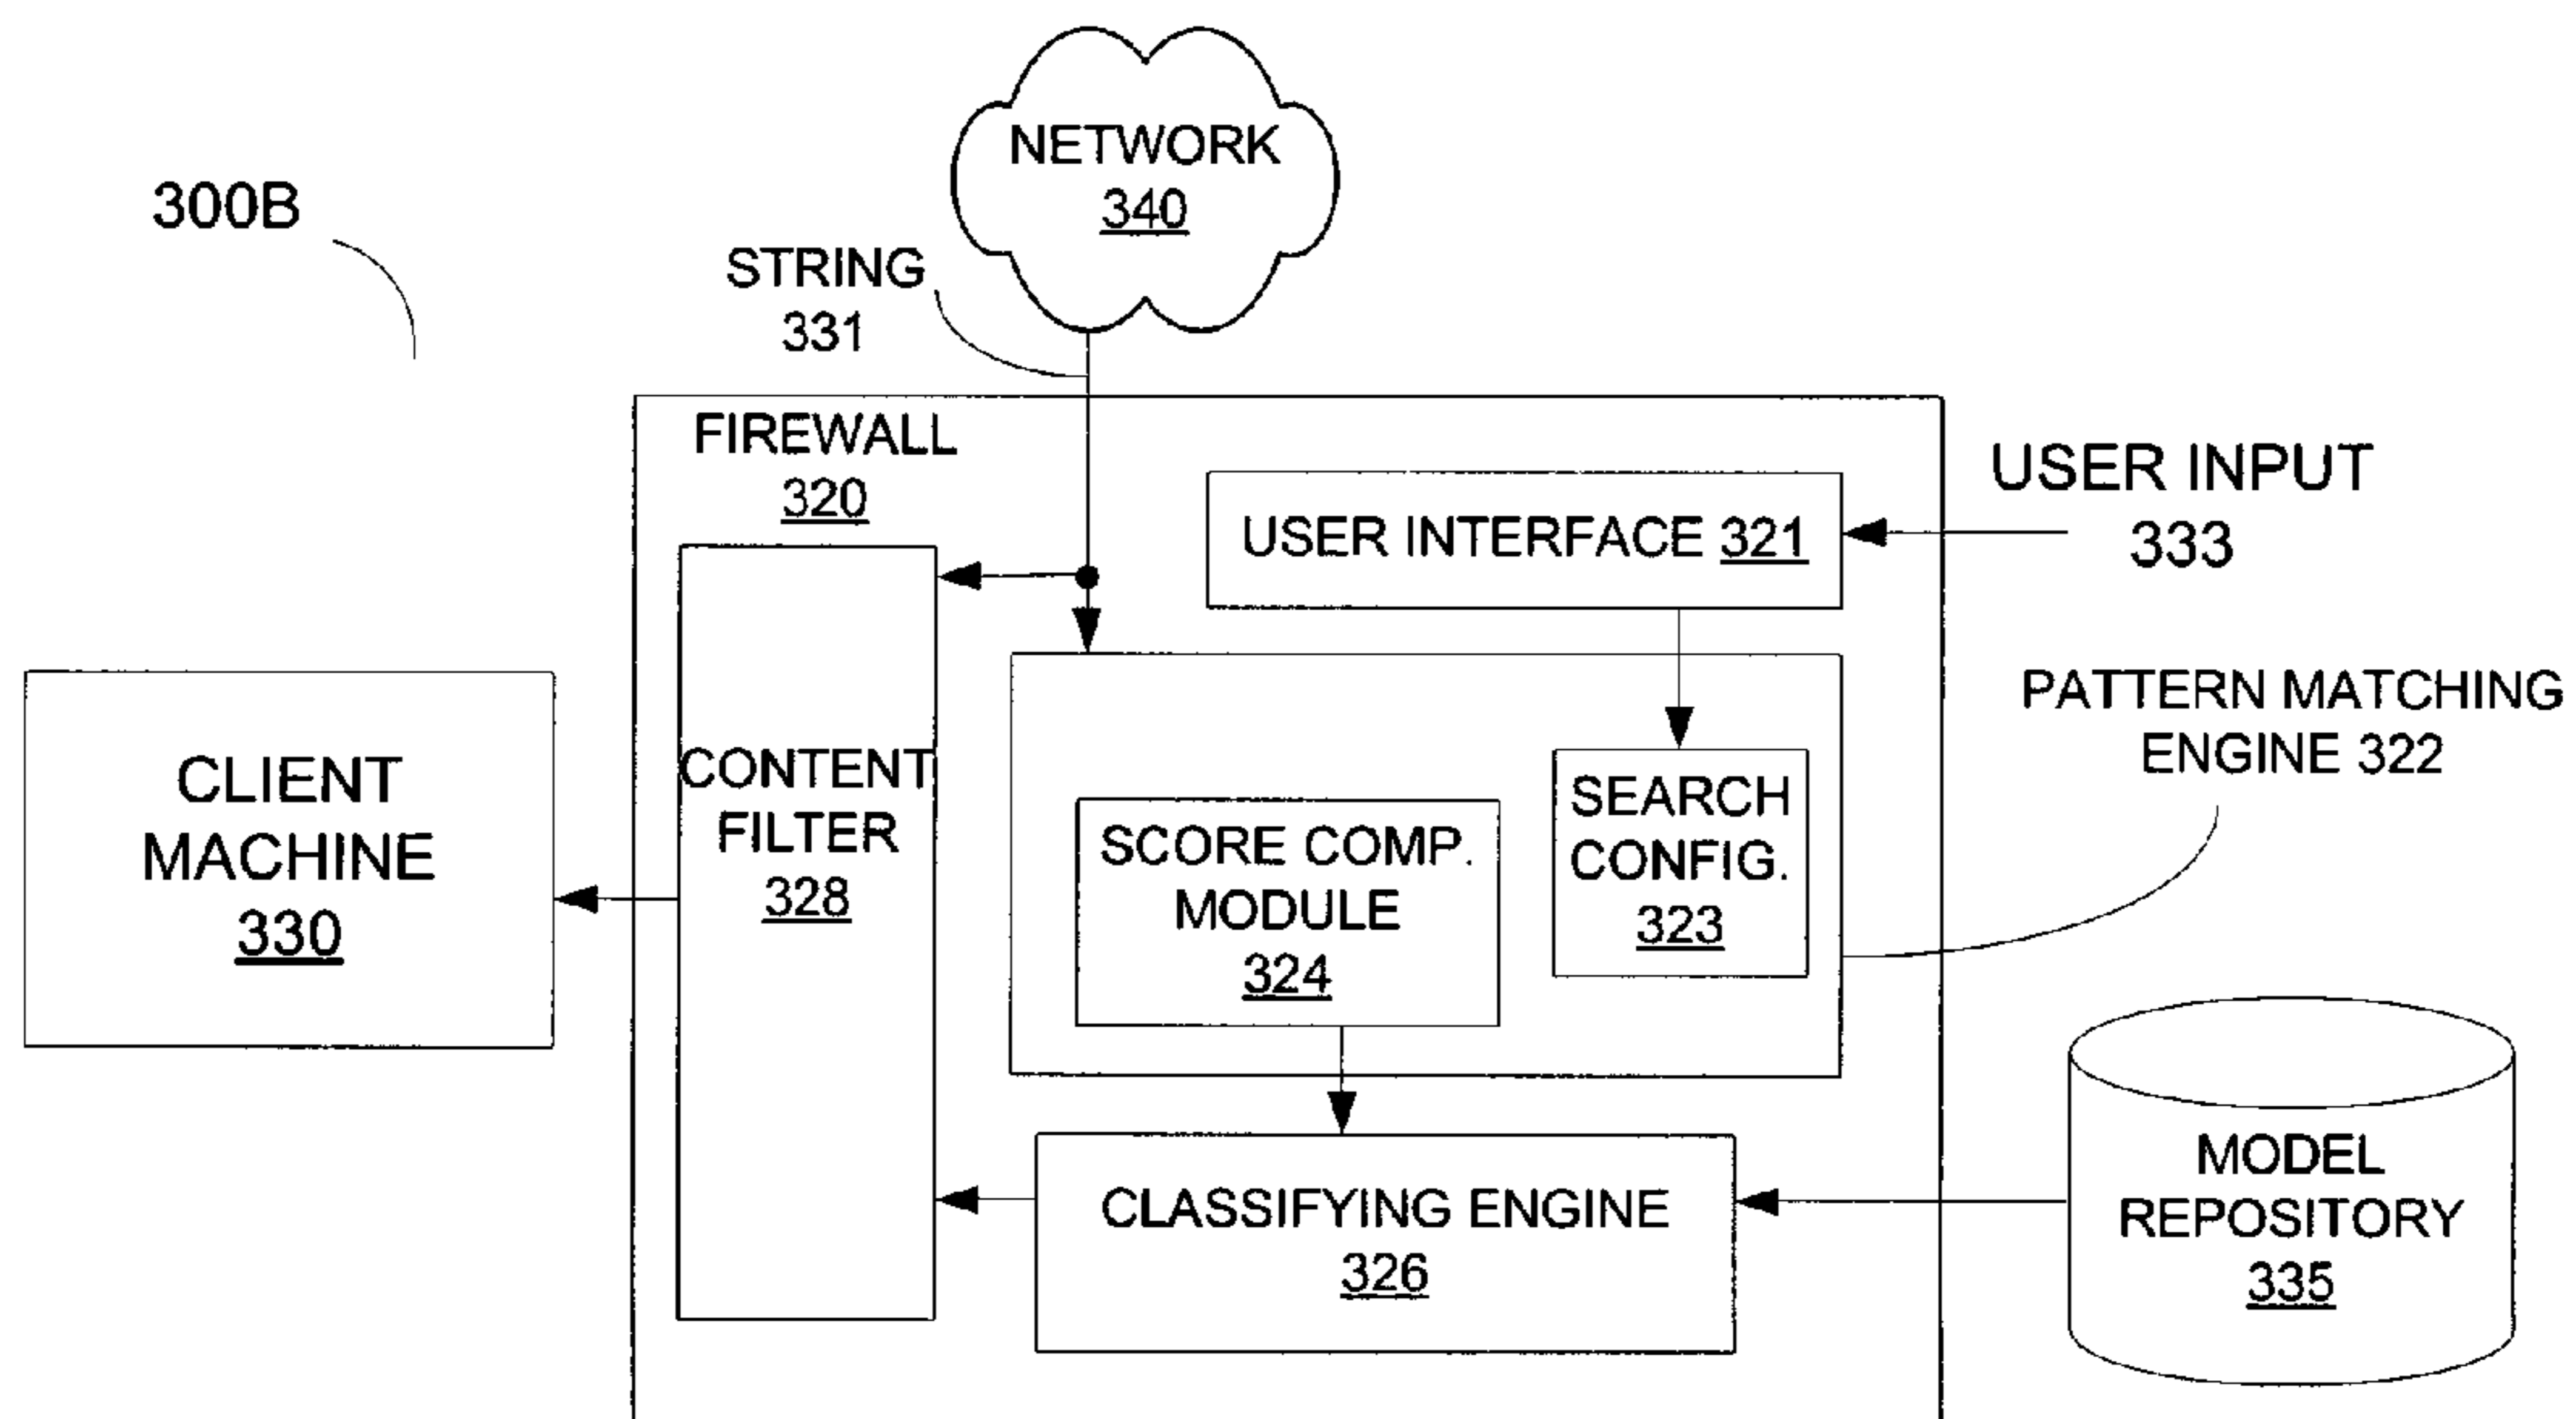 NETWORK
340
300B
STRING
331
FIREWALL
320
USER INTERFACE 321
USER INPUT
333
CLIENT
MACHINE
330
CONTENT
FILTER
328
SCORE COMP.
MODULE
324
SEARCH
CONFIG.
323
PATTERN MATCHING
ENGINE 322
CLASSIFYING ENGINE
326
MODEL
REPOSITORY
335